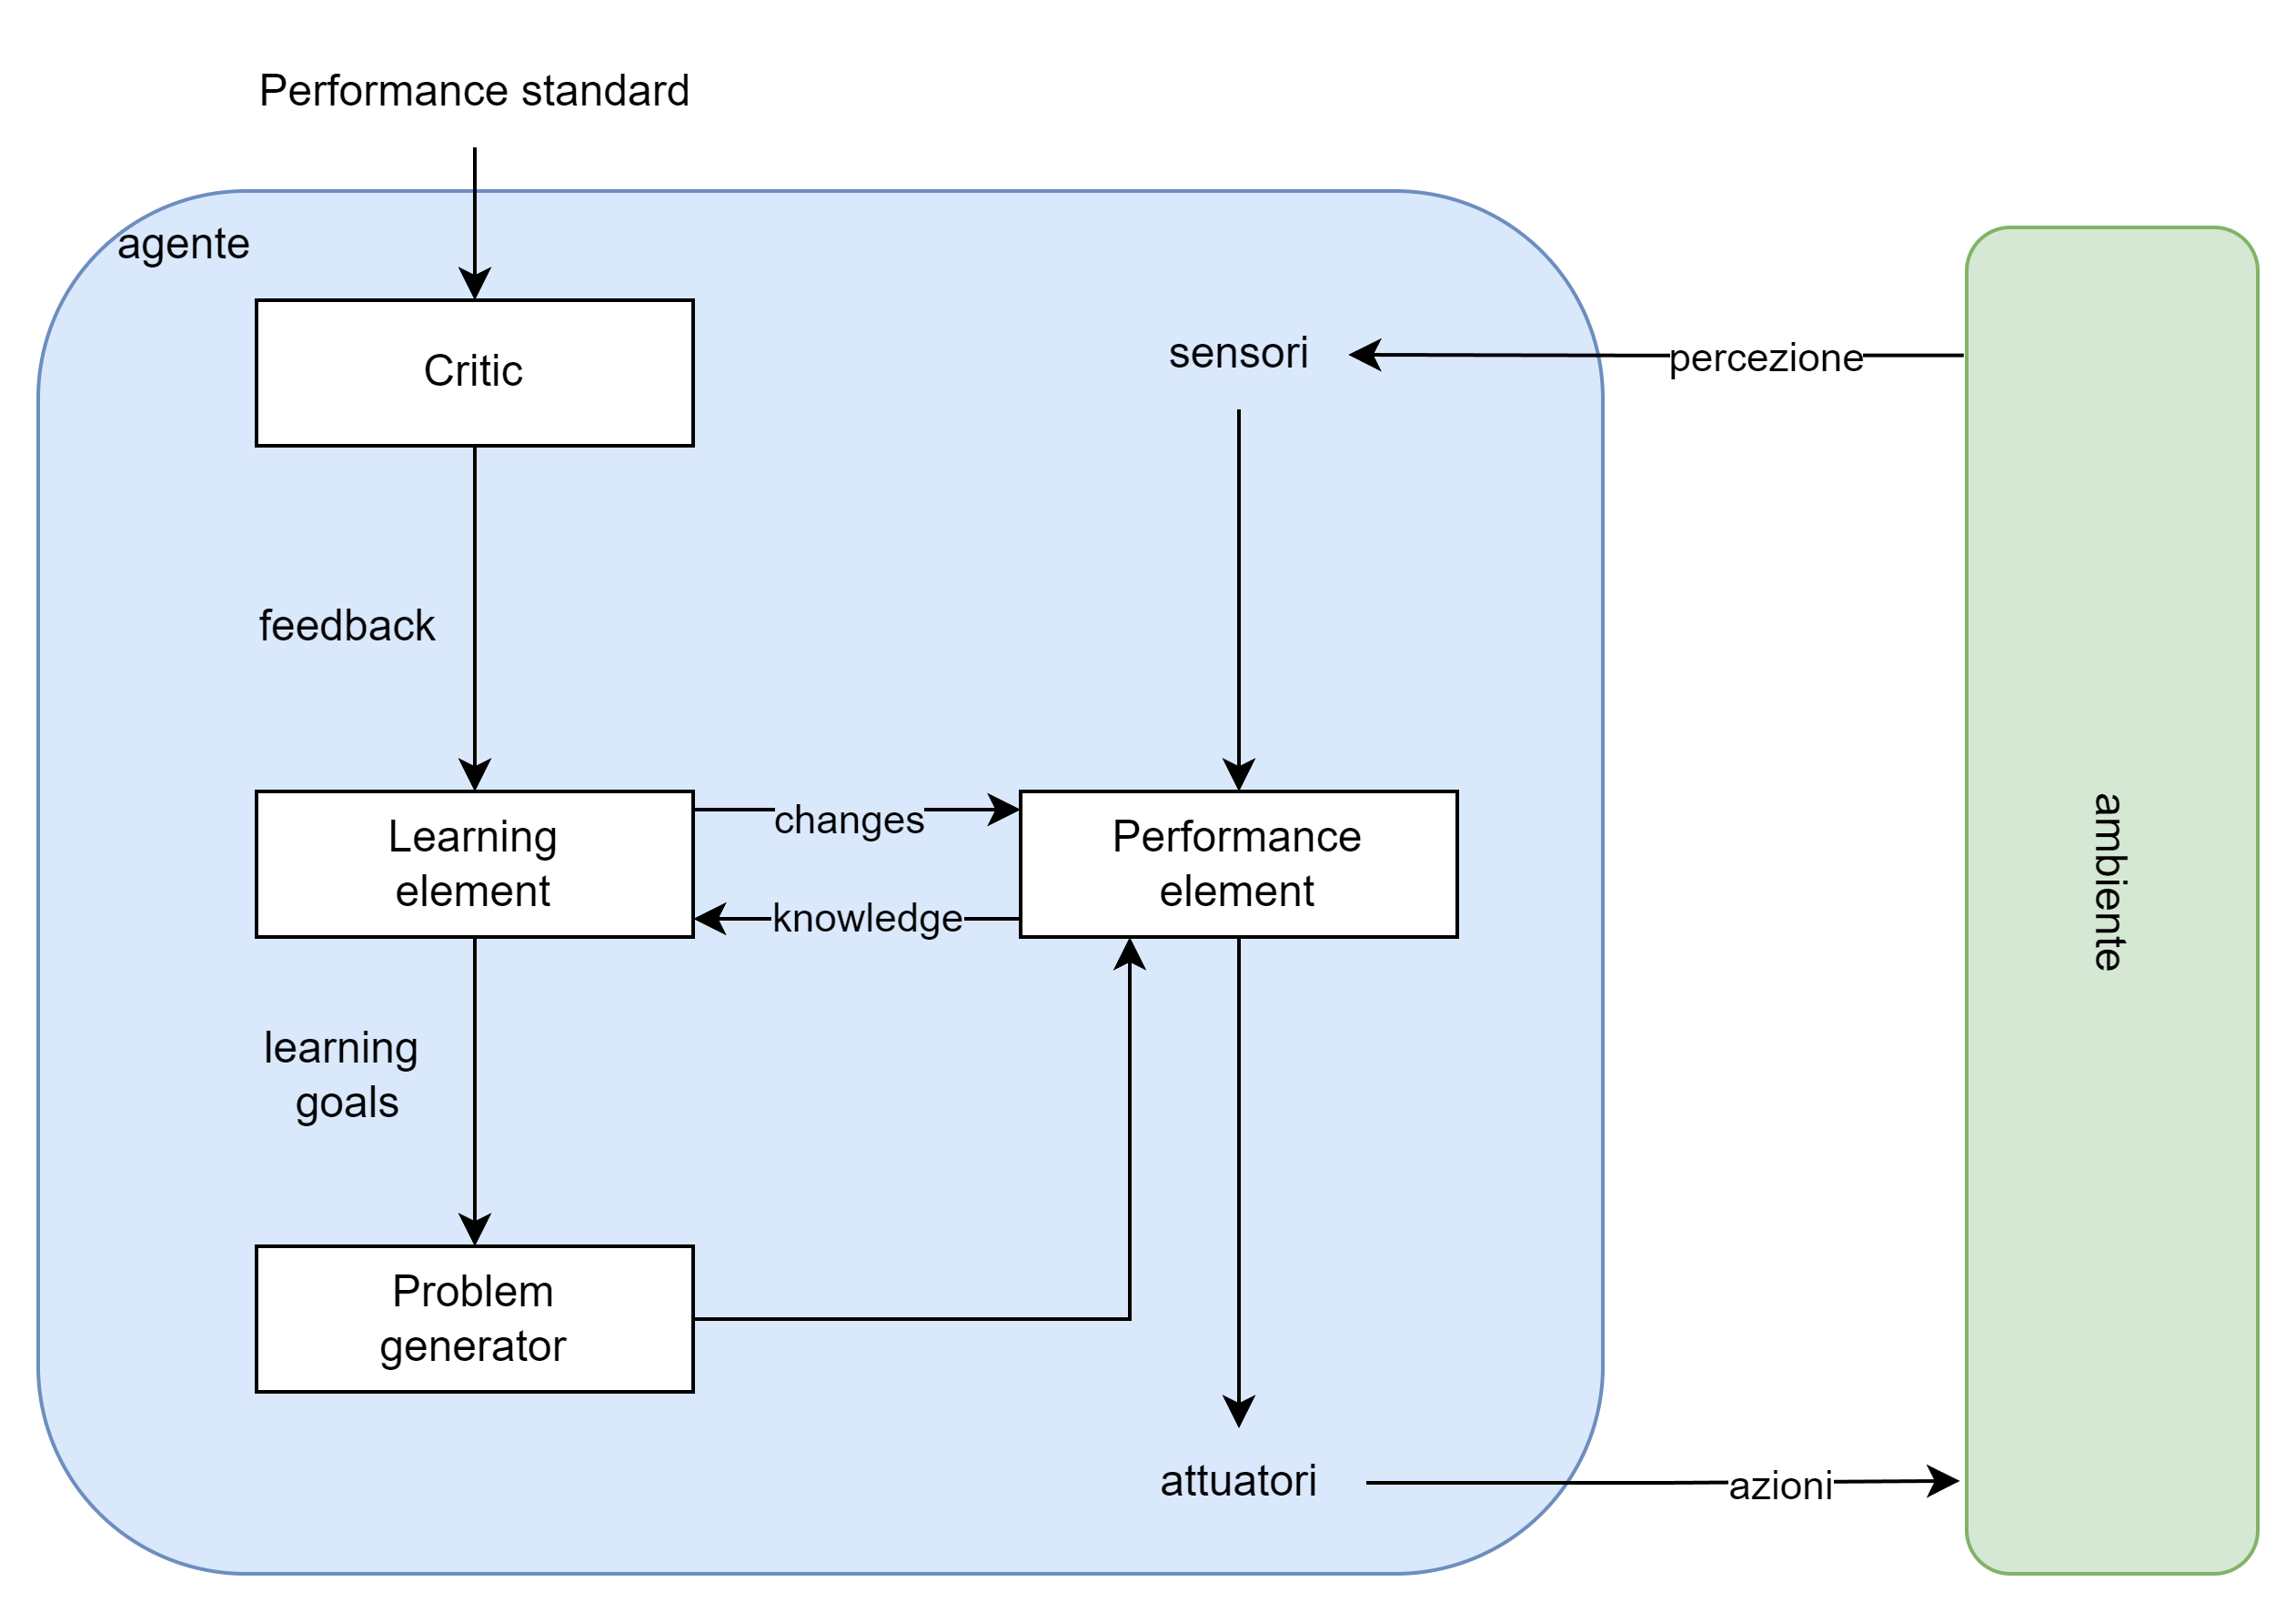 Performance standard
agente
Critic
sensori
percezione
feedback
Learning
element
changes
knowledge
Performance
element
ambiente
learning
goals
Problem
generator
attuatori
azioni